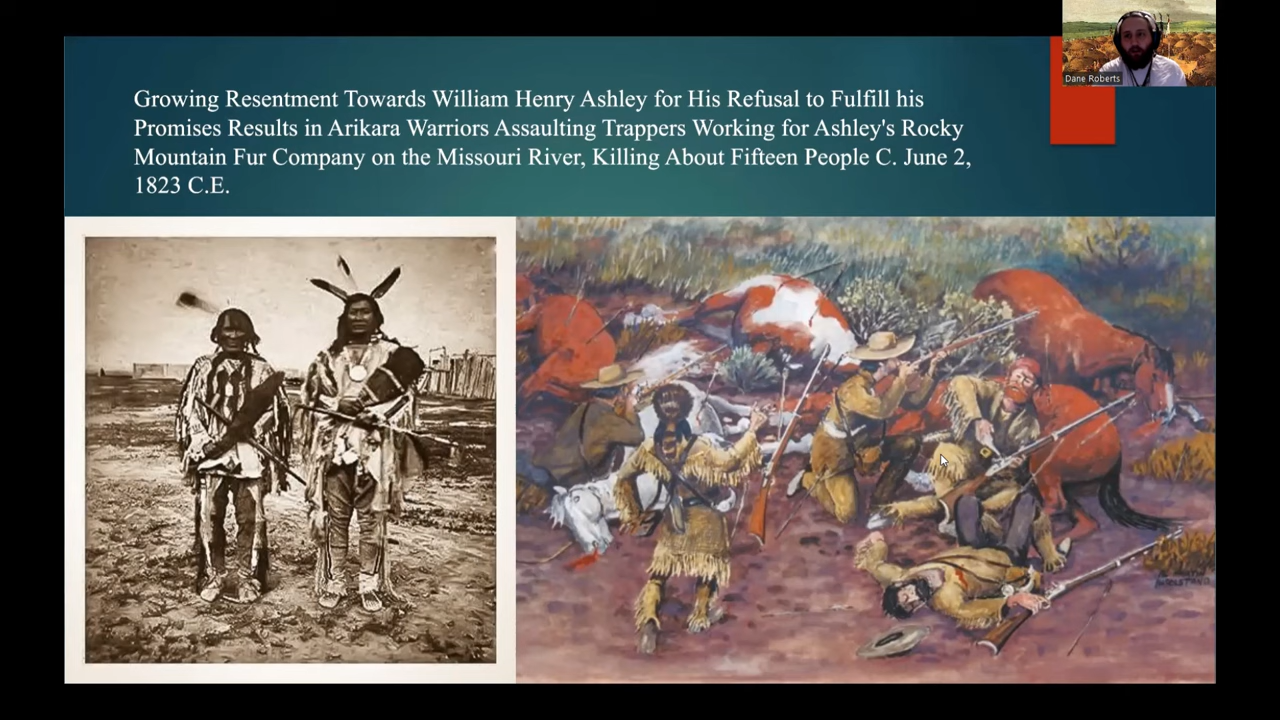 Dane Roberts
Growing Resentment Towards William Henry Ashley for His Refusal to Fulfill his
Promises Results in Arikara Warriors Assaulting Trappers Working for Ashley's Rocky
Mountain Fur Company on the Missouri River, Killing About Fifteen People C. June 2,
1823 C.E.